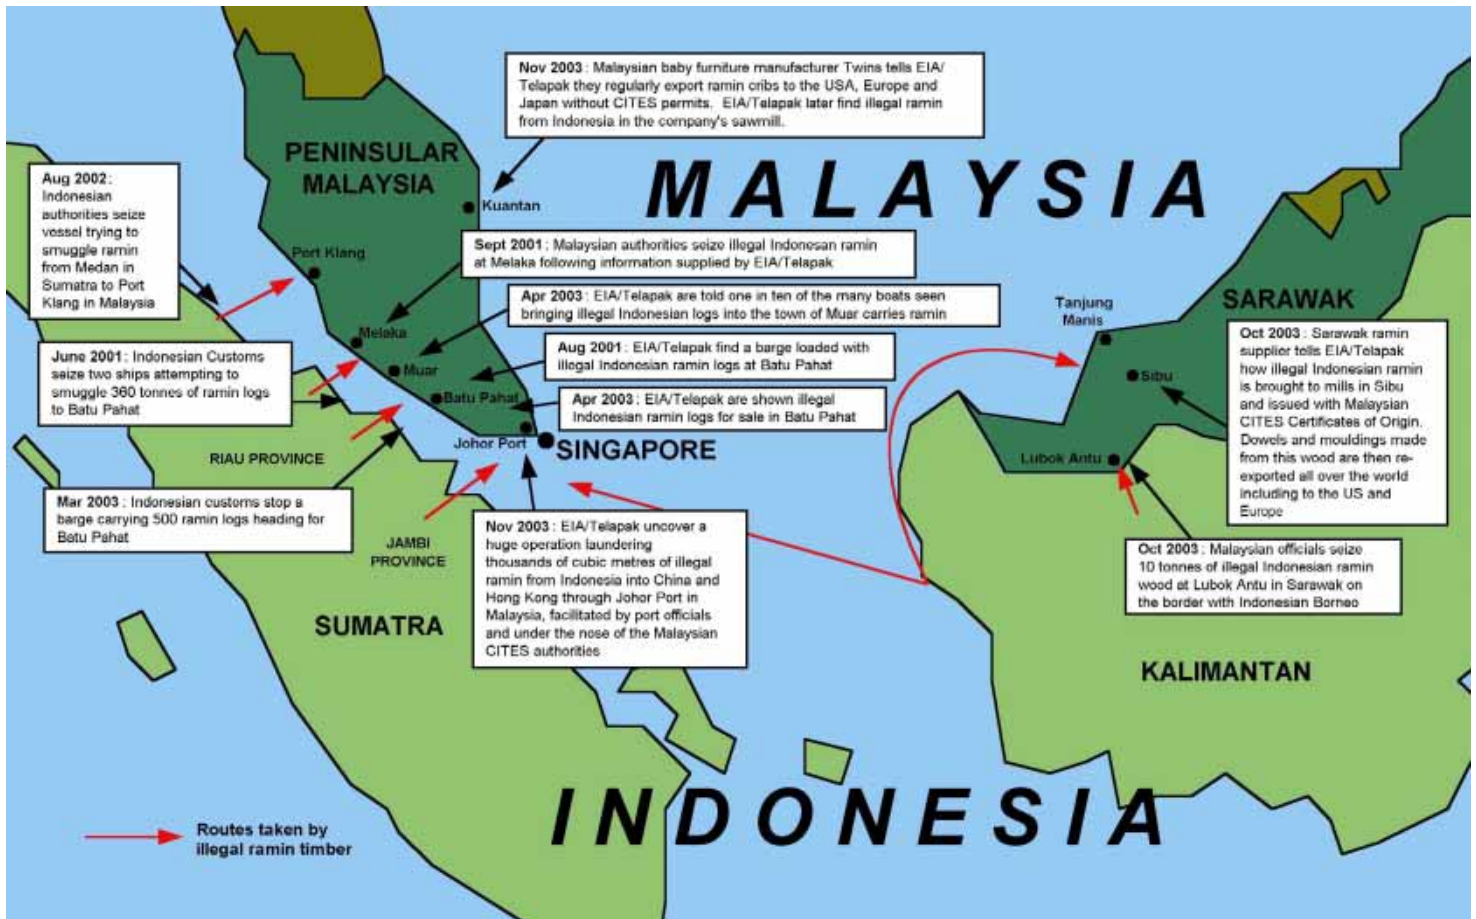 Nov 2003 : Malaysian baby furniture manufacturer Twins tells EIA/
Telapak they regularly export ramin cribs to the USA, Europe and
Japan without CITES permits.  EIA/Telapak later find illegal ramin
from Indonesia in the company's sawmill.
PENINSULAR
MALAYSIA
MALAYSIA
Aug 2002 :
Indonesian
authorities seize
vessel trying to
smuggle ramin
from Medan in
Sumatra to Port
Klang in Malaysia
Kuantan
Port Klang
Sept 2001 : Malaysian authorities seize illegal Indonesan ramin
at Melaka following information supplied by EIA/Telapak
Apr 2003 : EIA/Telapak are told one in ten of the many boats seen
bringing illegal Indonesian logs into the town of Muar carries ramin
Tanjung
Manis
SARAWAK
Melaka
June 2001 : Indonesian Customs
seize two ships attempting to
smuggle 360 tonnes of ramin logs
to Batu Pahat
Aug 2001 : EIA/Telapak find a barge loaded with
illegal Indonesian ramin logs at Batu Pahat
Muar
Sibu
Oct 2003 : Sarawak ramin
supplier tells EIA/Telapak
how illegal Indonesian ramin
is brought to mills in Sibu
and issued with Malaysian
CITES Certificates of Origin.
Dowels and mouldings made
from this wood are then re-
exported all over the world
including to the US and
Europe
Batu Pahat
Apr 2003 : EIA/Telapak are shown illegal
Indonesian ramin logs for sale in Batu Pahat
Johor Port
SINGAPORE
RIAU PROVINCE
Lubok Antu
Mar 2003 : Indonesian customs stop a
barge carrying 500 ramin logs heading for
Batu Pahat
JAMBI
PROVINCE
Nov 2003 : EIA/Telapak uncover a
huge operation laundering
thousands of cubic metres of illegal
ramin from Indonesia into China and
Hong Kong through Johor Port in
Malaysia, facilitated by port officials
and under the nose of the Malaysian
CITES authorities
Oct 2003 : Malaysian officials seize
10 tonnes of illegal Indonesian ramin
wood at Lubok Antu in Sarawak on
the border with Indonesian Borneo
SUMATRA
KALIMANTAN
INDONESIA
Routes taken by
illegal ramin timber